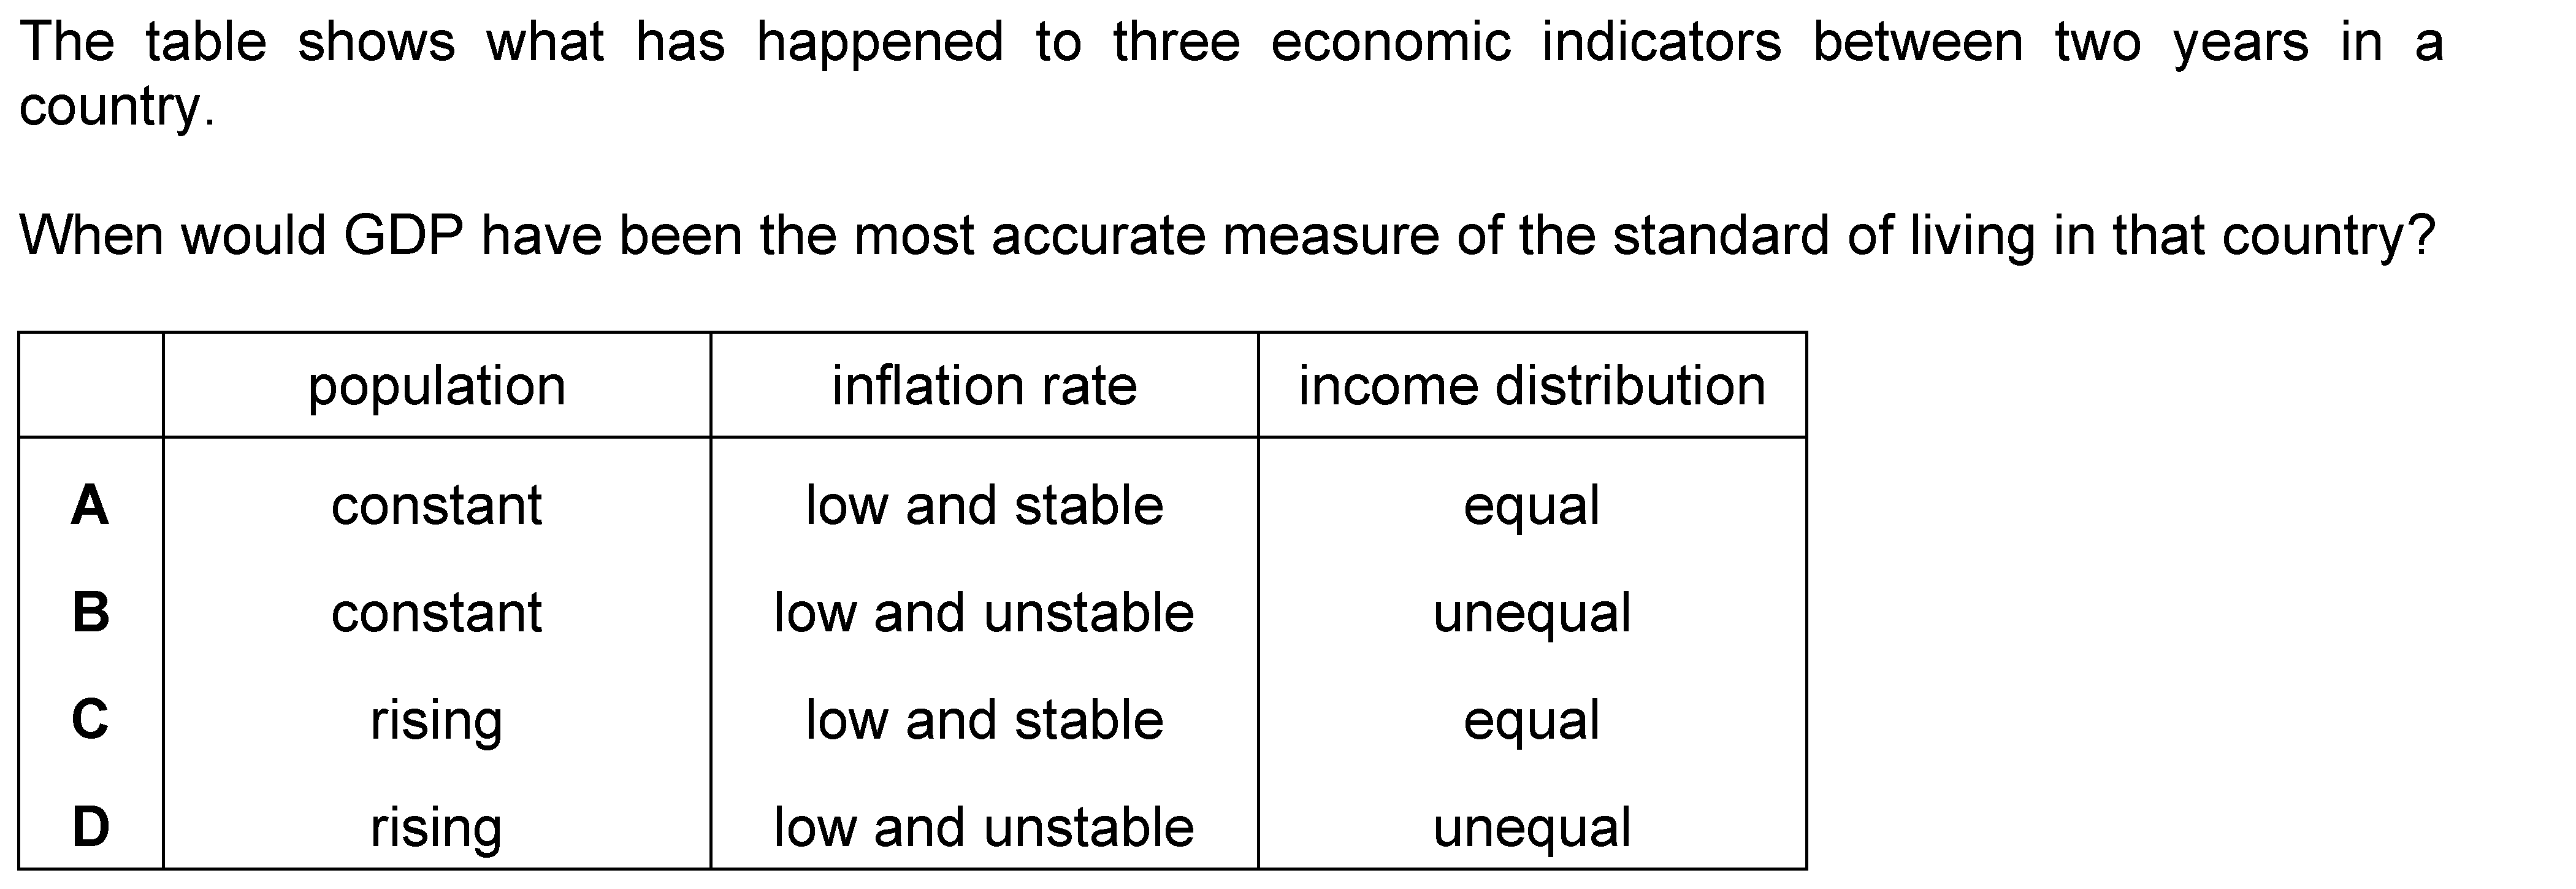 The table shows what has happened to three economic indicators between two years in a
country.
When would GDP have been the most accurate measure of the standard of living in that country?
population inflation rate income distribution
A constant low and stable equal
B constant low and unstable unequal
C rising low and stable equal
D rising low and unstable unequal